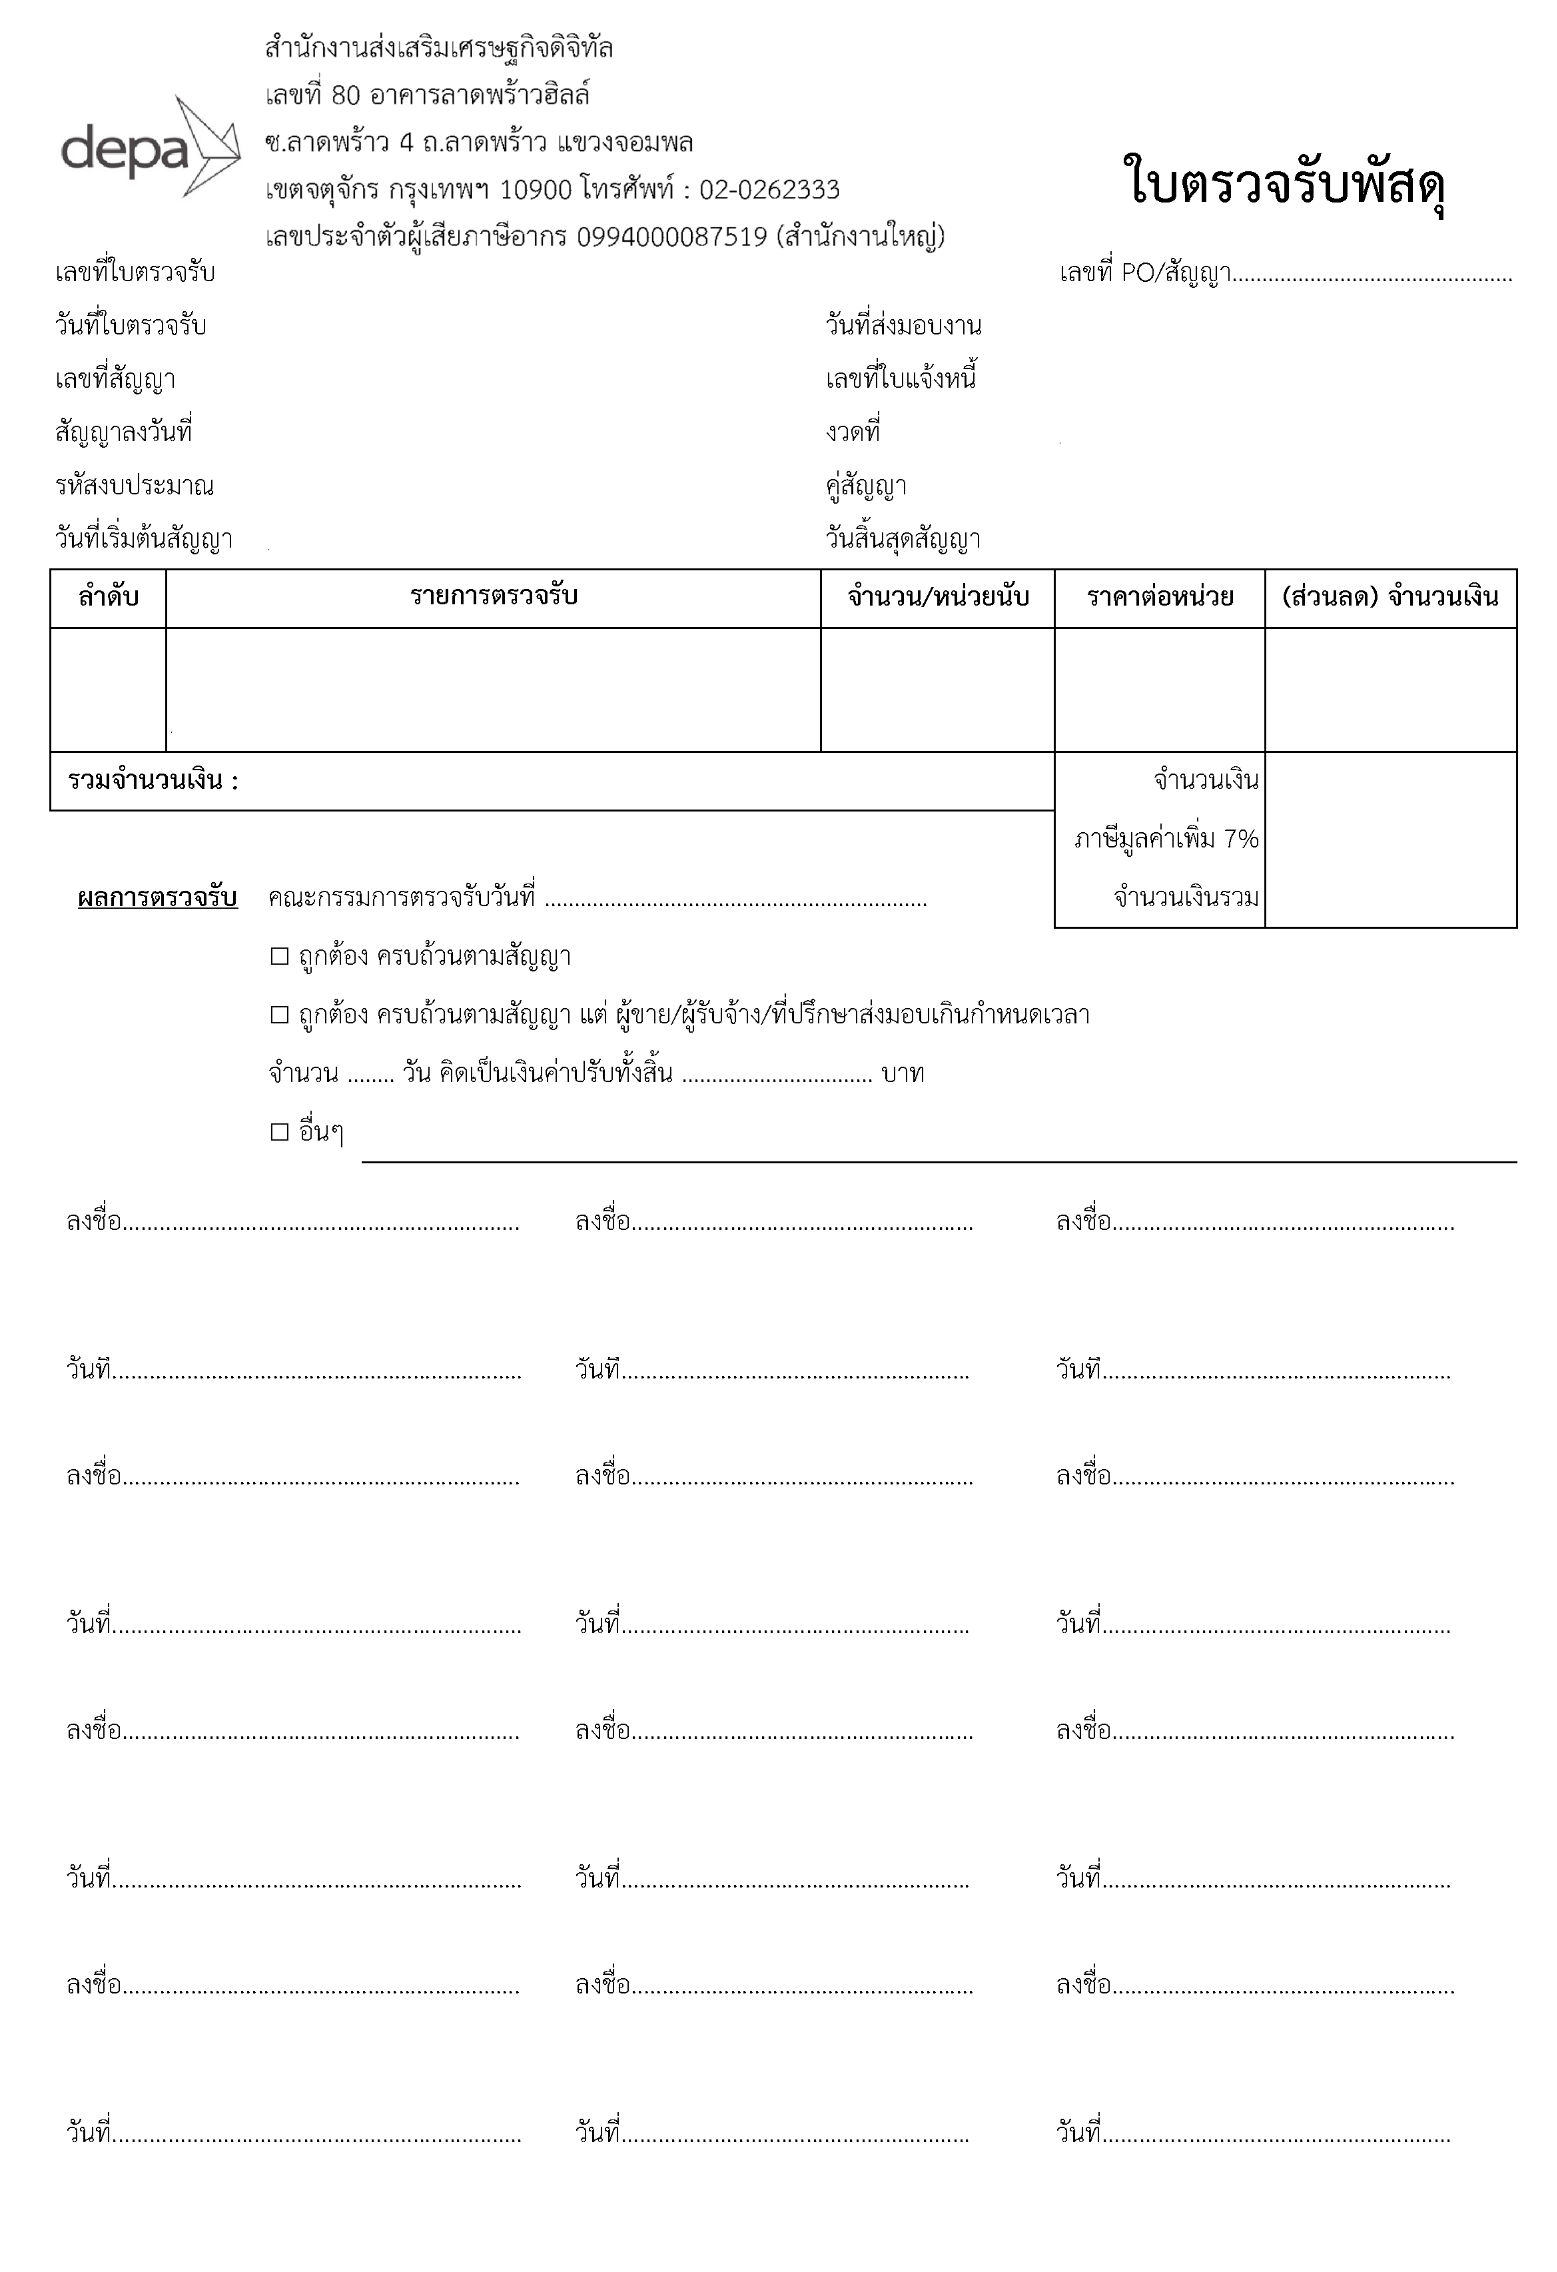 สำนักงานส่งเสริมเศรษฐกิจดิจิทัล
เลขที่ 80 อาคารลาดพร้าวฮิลล์
depa
ซ.ลาดพร้าว 4 ถ.ลาดพร้าว แขวงจอมพล
ใบตรวจรับพัสดุ
เขตจตุจักร กรุงเทพฯ 10900 โทรศัพท์ : 02-0262333
เลขประจำตัวผู้เสียภาษีอากร 0994000087519 (สำนักงานใหญ่)
เลขที่ใบตรวจรับ เลขที่ PO/สัญญา...............................................
วันที่ใบตรวจรับ วันที่ส่งมอบงาน
เลขที่สัญญา เลขที่ใบแจ้งหนี้
สัญญาลงวันที่ งวดที่
รหัสงบประมาณ คู่สัญญา
วันที่เริ่มต้นสัญญา วันสิ้นสุดสัญญา
ลำดับ รายการตรวจรับ จำนวน/หน่วยนับ ราคาต่อหน่วย (ส่วนลด) จำนวนเงิน
รวมจำนวนเงิน : จำนวนเงิน
ภาษีมูลค่าเพิ่ม 7%
ผลการตรวจรับ คณะกรรมการตรวจรับวันที่ ................................................................ จำนวนเงินรวม
☐ ถูกต้อง ครบถ้วนตามสัญญา
☐ ถูกต้อง ครบถ้วนตามสัญญา แต่ ผู้ขาย/ผู้รับจ้าง/ที่ปรึกษาส่งมอบเกินกำหนดเวลา
จำนวน ........ วัน คิดเป็นเงินค่าปรับทั้งสิ้น ................................ บาท
☐ อื่นๆ
ลงชื่อ................................................................. ลงชื่อ........................................................ ลงชื่อ........................................................
วันที่................................................................... วันที่......................................................... วันที่.........................................................
ลงชื่อ................................................................. ลงชื่อ........................................................ ลงชื่อ........................................................
วันที่................................................................... วันที่......................................................... วันที่.........................................................
ลงชื่อ................................................................. ลงชื่อ........................................................ ลงชื่อ........................................................
วันที่................................................................... วันที่......................................................... วันที่.........................................................
ลงชื่อ................................................................. ลงชื่อ........................................................ ลงชื่อ........................................................
วันที่................................................................... วันที่......................................................... วันที่.........................................................